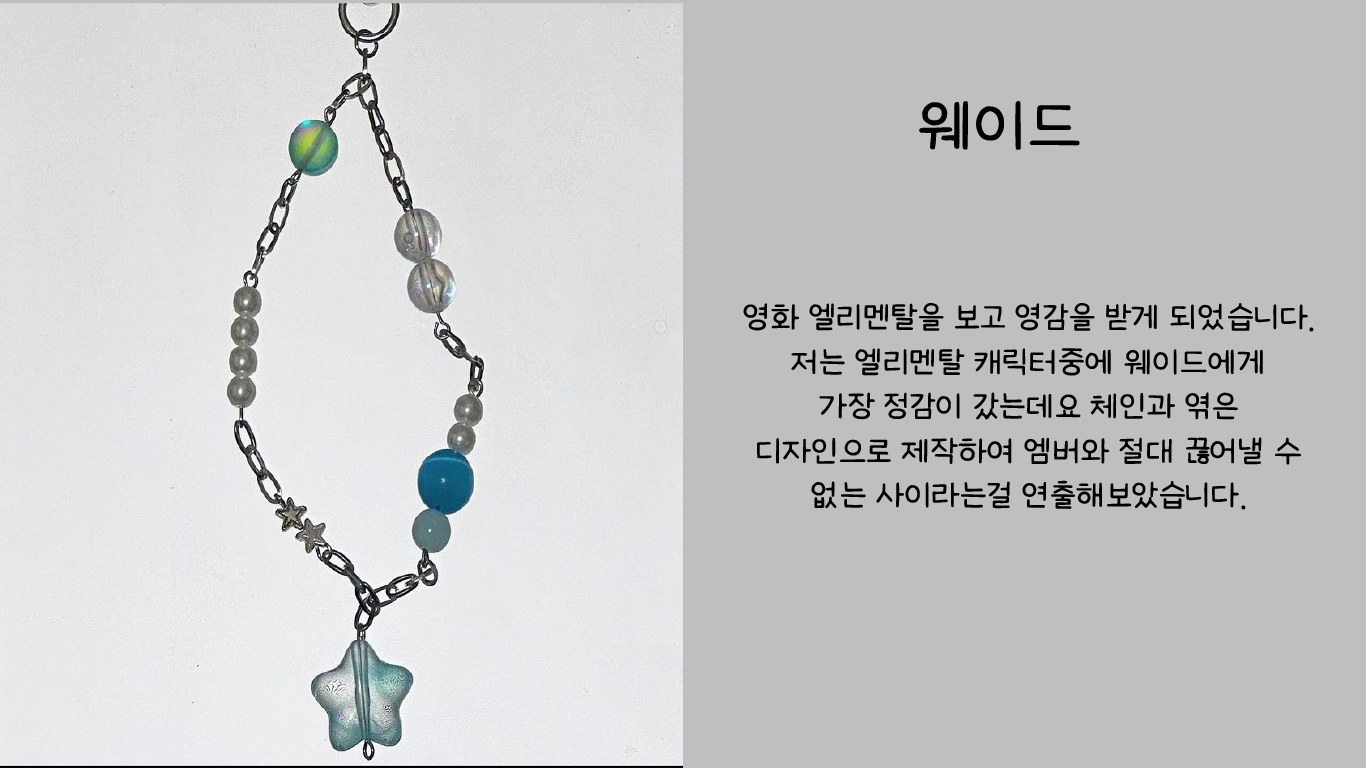 웨이드
영화 엘리멘탈을 보고 영감을 받게 되었습니다.
저는 엘리멘탈 캐릭터중에 웨이드에게
가장 정감이 갔는데요 체인과 엮은
디자인으로 제작하여 엠버와 절대 끊어낼 수
없는 사이라는걸 연출해보았습니다.